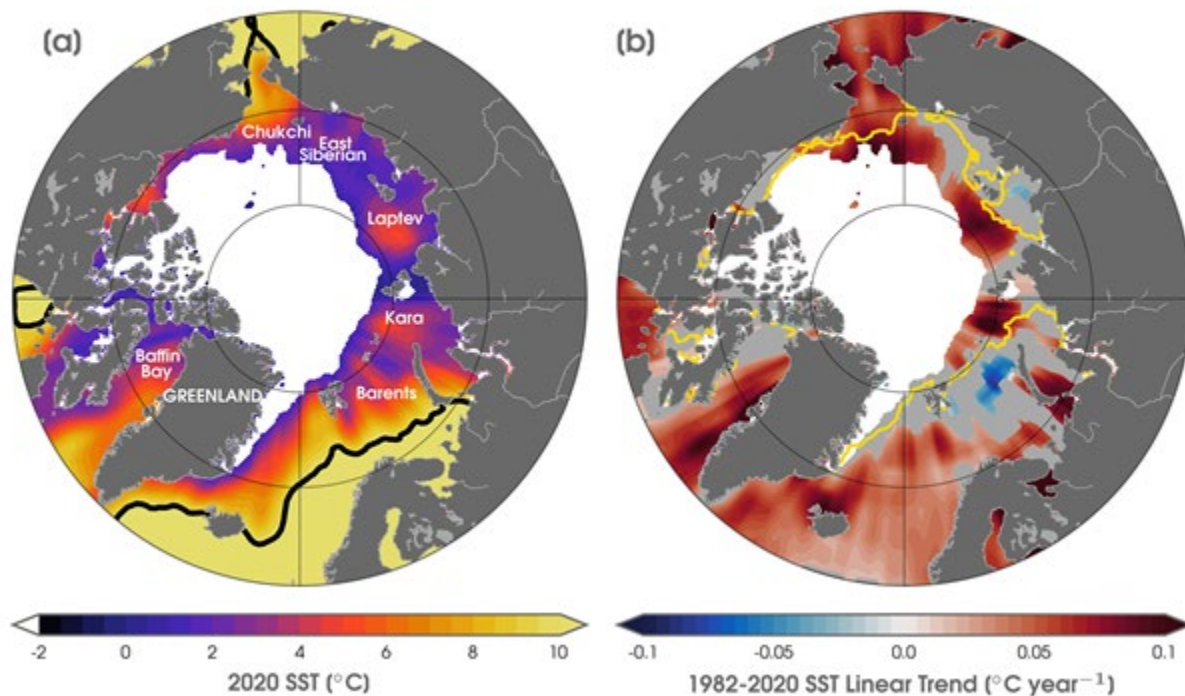 (a)
Chukchi
East
Siberian
Laptev
Kara
Baffin
Bay
GREENLAND
Barents
-2 0 2 4 6 8 10
2020 SST (°C)
(b)
-0.1 -0.05 0.0 0.05 0.1
1982-2020 SST Linear Trend (°C year⁻¹)